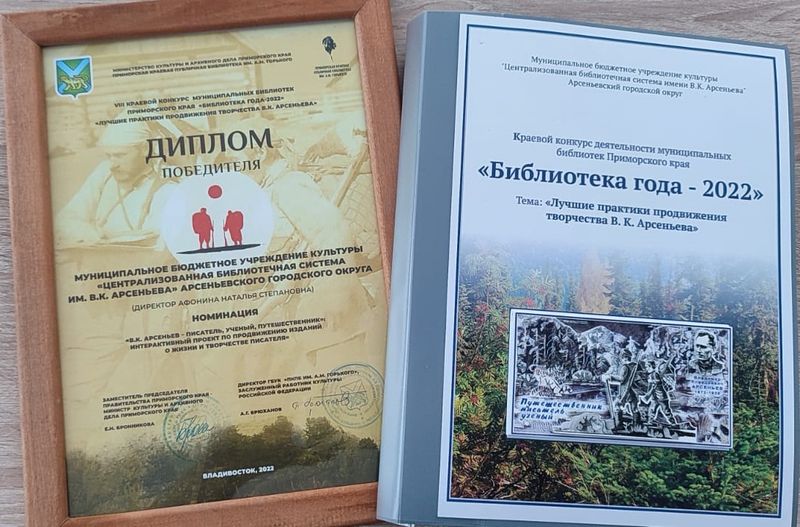 МИНИСТЕРСТВО КУЛЬТУРЫ И АРХИВНОГО ДЕЛА ПРИМОРСКОГО КРАЯ
ПРИМОРСКАЯ КРАЕВАЯ ПУБЛИЧНАЯ БИБЛИОТЕКА ИМ. А.М. ГОРЬКОГО
VIII КРАЕВОЙ КОНКУРС МУНИЦИПАЛЬНЫХ БИБЛИОТЕК
ПРИМОРСКОГО КРАЯ «БИБЛИОТЕКА ГОДА-2022»
«ЛУЧШИЕ ПРАКТИКИ ПРОДВИЖЕНИЯ ТВОРЧЕСТВА В.К. АРСЕНЬЕВА»
ДИПЛОМ
ПОБЕДИТЕЛЯ
МУНИЦИПАЛЬНОЕ БЮДЖЕТНОЕ УЧРЕЖДЕНИЕ КУЛЬТУРЫ
«ЦЕНТРАЛИЗОВАННАЯ БИБЛИОТЕЧНАЯ СИСТЕМА
ИМ. В.К. АРСЕНЬЕВА» АРСЕНЬЕВСКОГО ГОРОДСКОГО ОКРУГА
(ДИРЕКТОР АФОНИНА НАТАЛЬЯ СТЕПАНОВНА)
НОМИНАЦИЯ
«В.К. АРСЕНЬЕВ – ПИСАТЕЛЬ, УЧЕНЫЙ, ПУТЕШЕСТВЕННИК»:
ИНТЕРАКТИВНЫЙ ПРОЕКТ ПО ПРОДВИЖЕНИЮ ИЗДАНИЙ
О ЖИЗНИ И ТВОРЧЕСТВЕ ПИСАТЕЛЯ»
ЗАМЕСТИТЕЛЬ ПРЕДСЕДАТЕЛЯ
ПРАВИТЕЛЬСТВА ПРИМОРСКОГО КРАЯ -
МИНИСТР КУЛЬТУРЫ И АРХИВНОГО
ДЕЛА ПРИМОРСКОГО КРАЯ
Е.Н. БРОННИКОВА
ДИРЕКТОР ГБУК «ПКПБ ИМ. А.М. ГОРЬКОГО»,
ЗАСЛУЖЕННЫЙ РАБОТНИК КУЛЬТУРЫ
РОССИЙСКОЙ ФЕДЕРАЦИИ
А.Г. БРЮХАНОВ
ВЛАДИВОСТОК, 2022
Муниципальное бюджетное учреждение культуры
"Централизованная библиотечная система имени В.К. Арсеньева"
Арсеньевский городской округ
Краевой конкурс деятельности муниципальных
библиотек Приморского края
«Библиотека года - 2022»
Тема: «Лучшие практики продвижения
творчества В. К. Арсеньева»
Путешественник
писатель
ученый